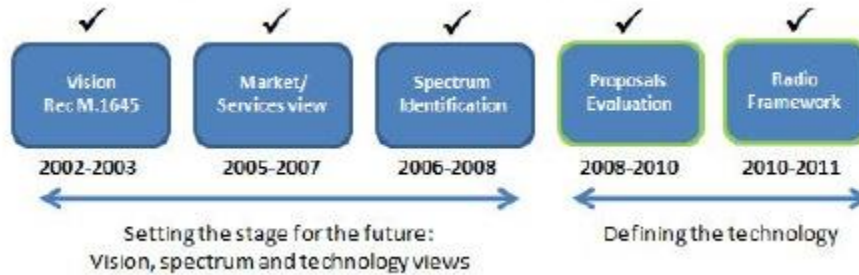 Vision
Rec M.1645
Market/
Services view
Spectrum
Identification
Proposals
Evaluation
Radio
Framework
2002-2003
2005-2007
2006-2008
2008-2010
2010-2011
Setting the stage for the future:
Vision, spectrum and technology views
Defining the technology